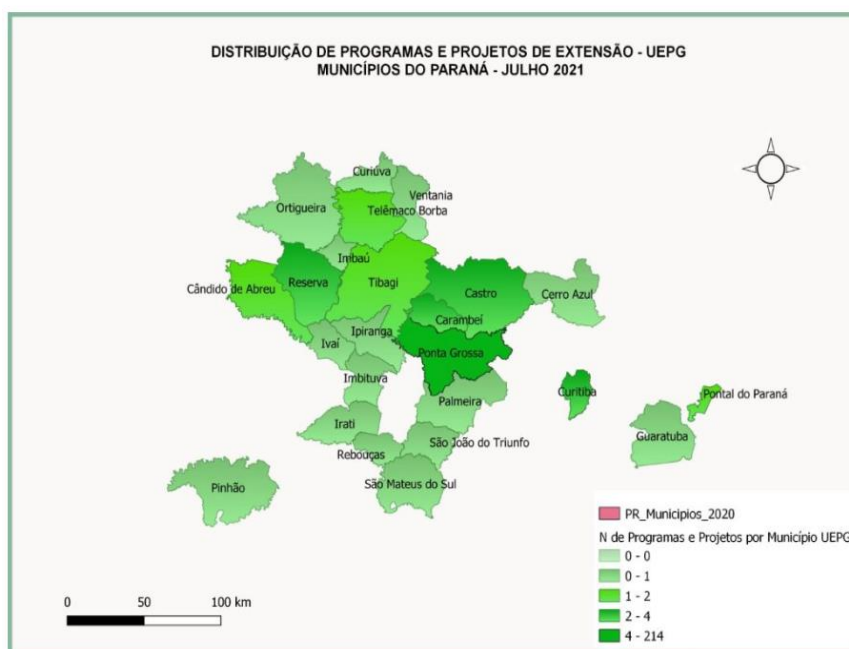 DISTRIBUIÇÃO DE PROGRAMAS E PROJETOS DE EXTENSÃO - UEPG
MUNICÍPIOS DO PARANÁ - JULHO 2021
Curiúva
Ventania
Ortigueira
Telêmaco Borba
Imbaú
Cândido de Abreu
Reserva
Tibagi
Castro
Cerro Azul
Carambeí
Ipiranga
Ivaí
Ponta Grossa
Imbituva
Palmeira
Curitiba
Pontal do Paraná
Irati
São João do Triunfo
Guaratuba
Rebouças
São Mateus do Sul
Pinhão
PR_Municipios_2020
N de Programas e Projetos por Município UEPG
0 - 0
0 - 1
1 - 2
2 - 4
4 - 214
0 50 100 km